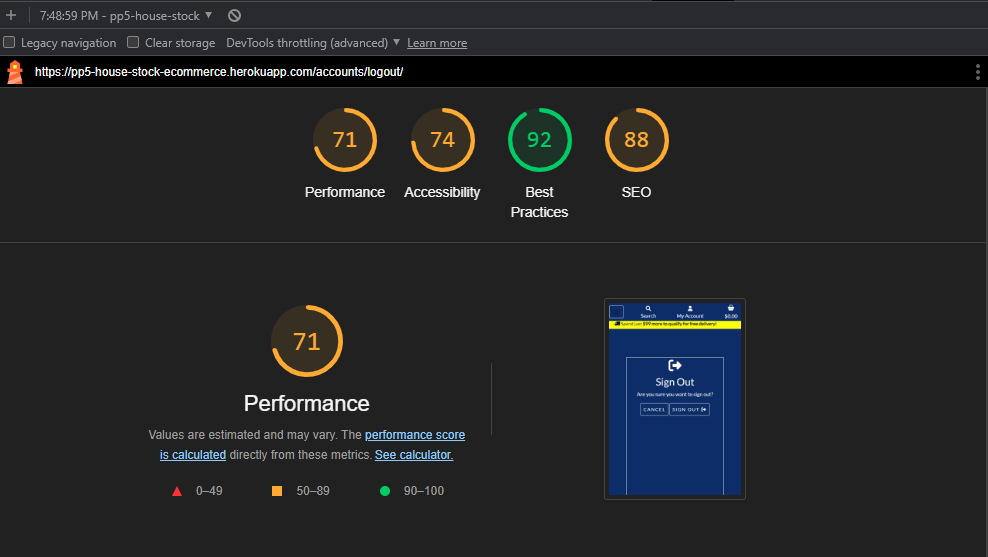 7:48:59 PM - pp5-house-stock
Legacy navigation
Clear storage
DevTools throttling (advanced)
Learn more
https://pp5-house-stock-ecommerce.herokuapp.com/accounts/logout/
71
74
92
88
Performance
Accessibility
Best
Practices
SEO
71
Performance
Values are estimated and may vary. The performance score
is calculated directly from these metrics. See calculator.
0–49
50–89
90–100
Search
My Account
$0.00
$99 more to qualify for free delivery!
Sign Out
Are you sure you want to sign out?
CANCEL
SIGN OUT